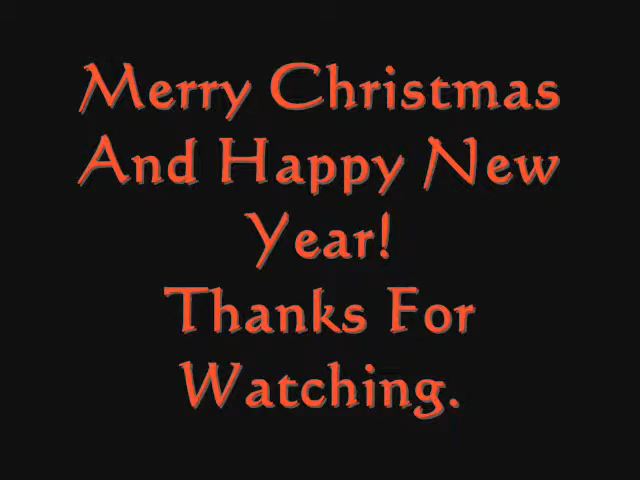 Merry Christmas
And Happy New
Year!
Thanks For
Watching.